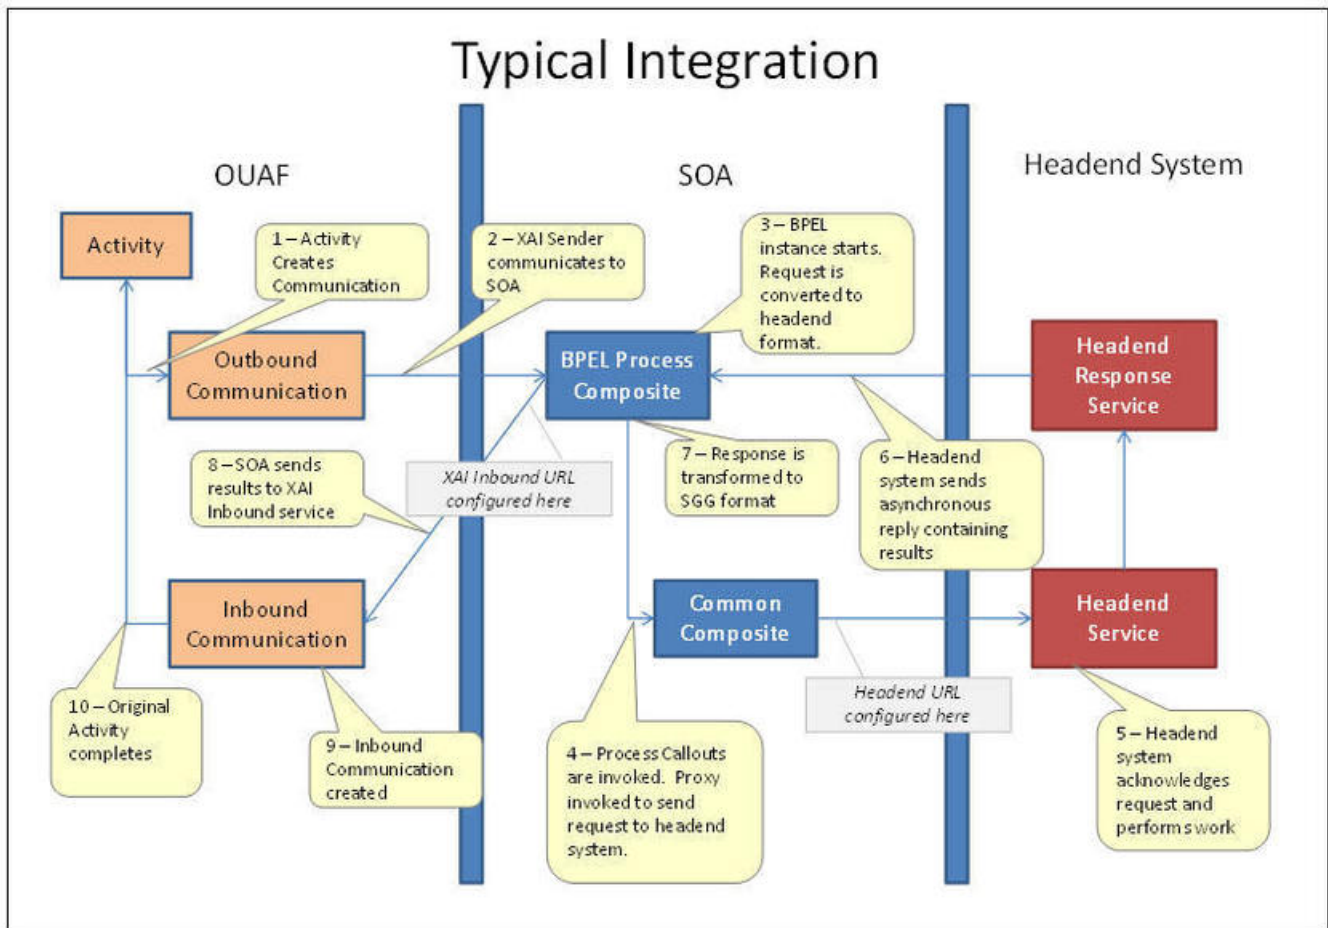 Typical Integration
OUAF
SOA
Headend System
Activity
1 – Activity
Creates
Communication
2 – XAI Sender
communicates to
SOA
3 – BPEL
instance starts.
Request is
converted to
headend
format.
Outbound
Communication
BPEL Process
Composite
Headend
Response
Service
8 – SOA sends
results to XAI
Inbound service
XAI Inbound URL
configured here
7 – Response is
transformed to
SGG format
6 – Headend
system sends
asynchronous
reply containing
results
Inbound
Communication
Common
Composite
Headend
Service
10 – Original
Activity
completes
9 – Inbound
Communication
created
4 – Process Callouts
are invoked.  Proxy
invoked to send
request to headend
system.
Headend URL
configured here
5 – Headend
system
acknowledges
request and
performs work